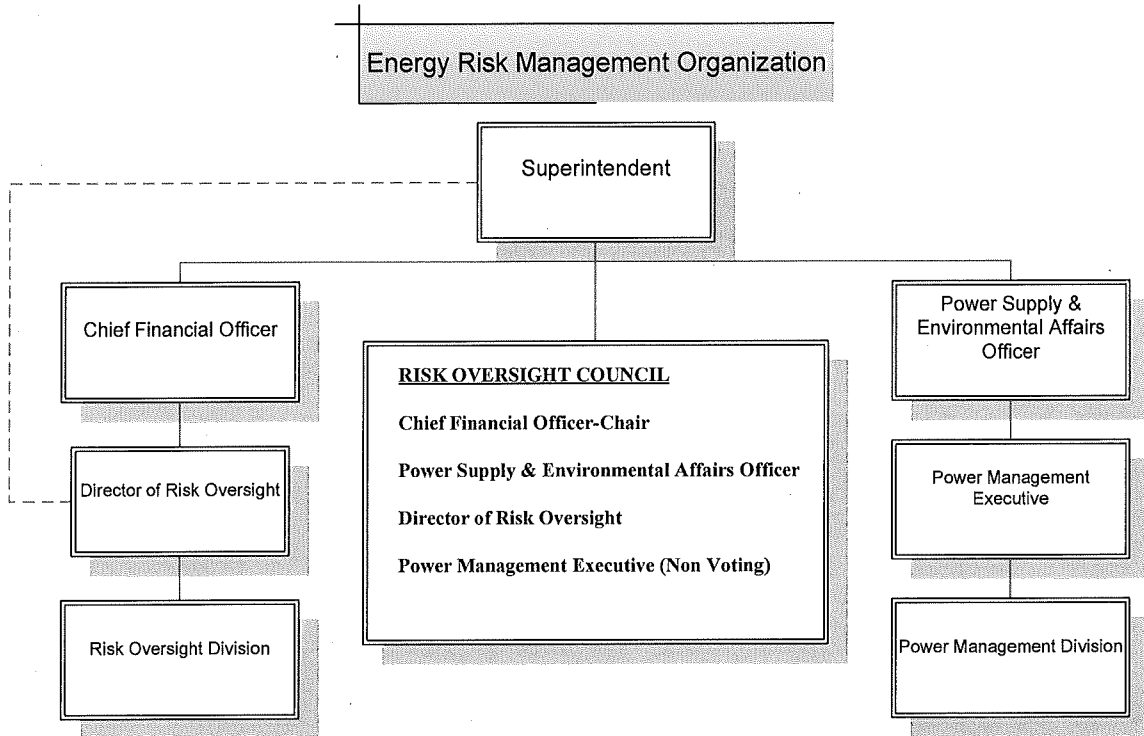 Energy Risk Management Organization
Superintendent
Chief Financial Officer
Power Supply &
Environmental Affairs
Officer
RISK OVERSIGHT COUNCIL
Chief Financial Officer-Chair
Power Supply & Environmental Affairs Officer
Director of Risk Oversight
Power Management Executive (Non Voting)
Director of Risk Oversight
Power Management
Executive
Risk Oversight Division
Power Management Division